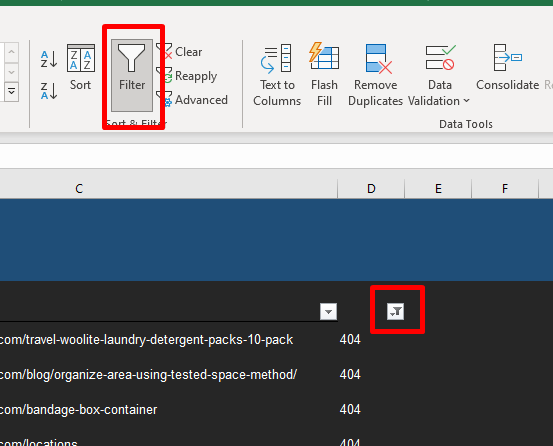 A
Z
Z
A
Z A
A Z
Sort
Filter
Clear
Reapply
Advanced
Sort & Filter
Text to
Columns
Flash
Fill
Remove
Duplicates
Data
Validation
Consolidate
Re
Data Tools
C D E F
com/travel-woolite-laundry-detergent-packs-10-pack 404
com/blog/organize-area-using-tested-space-method/ 404
com/bandage-box-container 404
com/locations 404